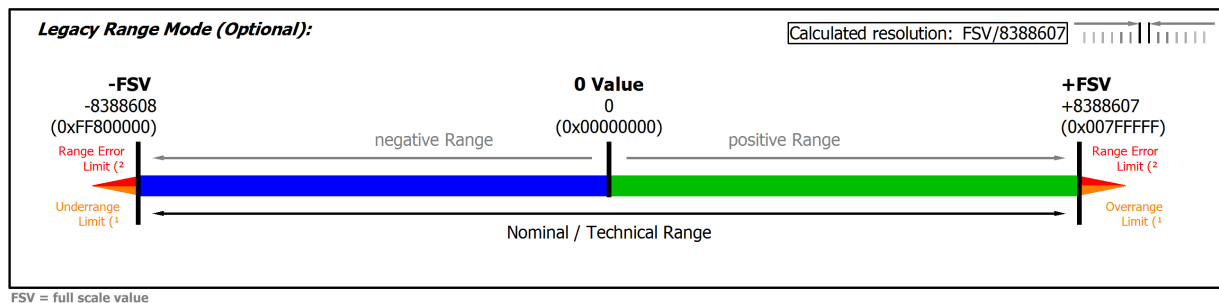 Legacy Range Mode (Optional):
Calculated resolution: FSV/8388607
-FSV
-8388608
(0xFF800000)
0 Value
0
(0x00000000)
+FSV
+8388607
(0x007FFFFF)
negative Range
positive Range
Range Error
Limit (²
Range Error
Limit (²
Underrange
Limit (¹
Overrange
Limit (¹
Nominal / Technical Range
FSV = full scale value